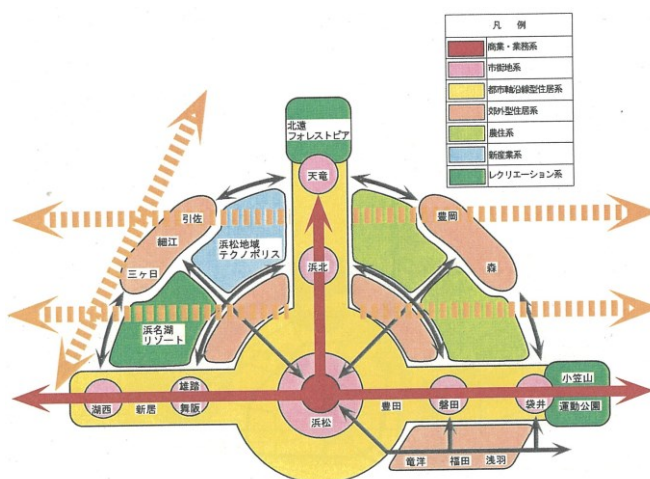 凡 例
商業・業務系
市街地系
都市軸沿線型住居系
郊外型住居系
農住系
新産業系
レクリエーション系
北遠
フォレストピア
天竜
引佐
細江
三ヶ日
浜松地域
テクノポリス
浜北
豊岡
森
浜名湖
リゾート
湖西
新居
雄踏
舞阪
浜松
豊田
磐田
袋井
小笠山
運動公園
竜洋
福田
浅羽